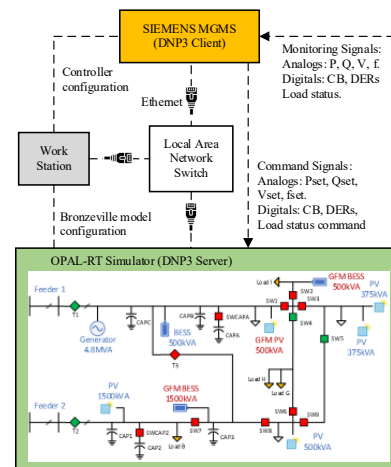 SIEMENS MGMS
(DNP3 Client)
Monitoring Signals:
Analogs: P, Q, V, f.
Digitals: CB, DERs
Load status.
Controller
configuration
Ethernet
Work
Station
Local Area
Network
Switch
Command Signals:
Analogs: Pset, Qset,
Vset, fset.
Digitals: CB, DERs,
Load status command
Bronzeville model
configuration
OPAL-RT Simulator (DNP3 Server)
Feeder 1
T1
Generator
4.8MVA
CAPC
BESS
500kVA
CAPB
SWCAPA
CAPA
T3
Load I
GFM BESS
500kVA
SW2
SW1
SW3
SW4
GFM PV
500kVA
PV
375kVA
SW5
PV
375kVA
Load H
Load G
Feeder 2
T2
PV
1500kVA
CAP1
SWCAP2
CAP2
GFM BESS
1500kVA
Load B
SW7
CAP3
SW8
SW6
SW9
PV
500kVA